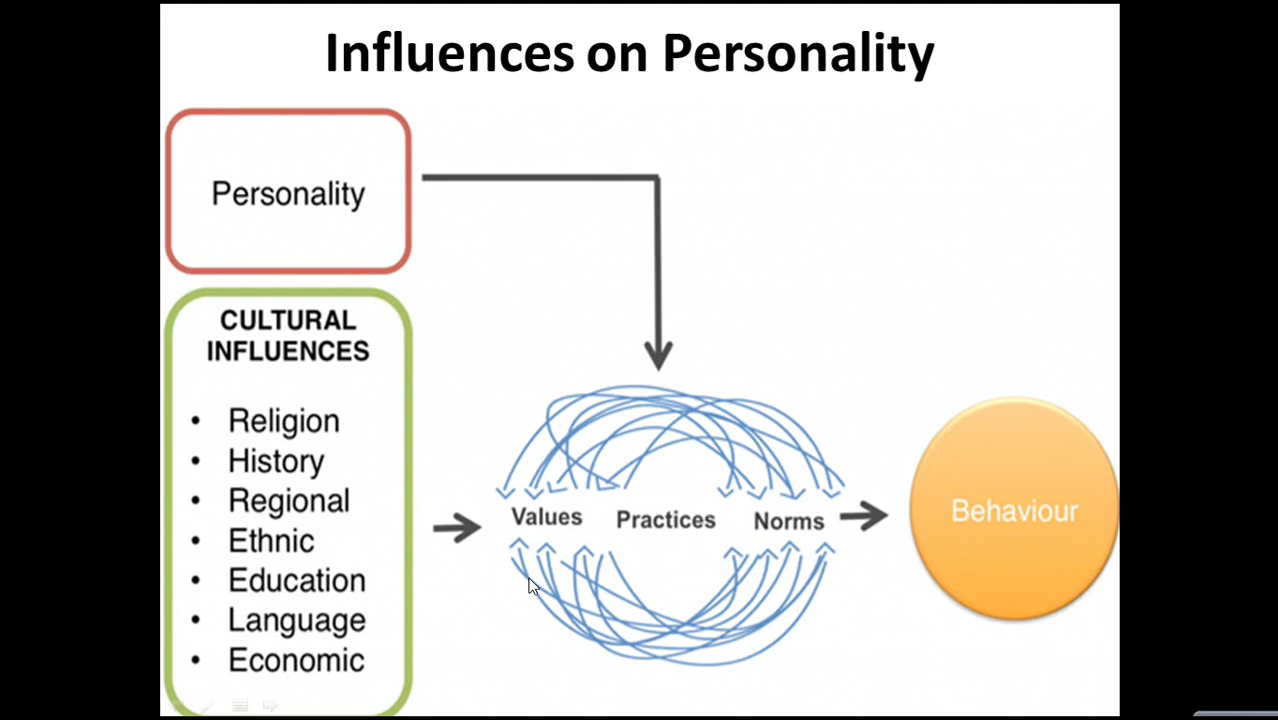 Influences on Personality
Personality
CULTURAL
INFLUENCES
• Religion
• History
• Regional
• Ethnic
• Education
• Language
• Economic
Values Practices Norms
Behaviour